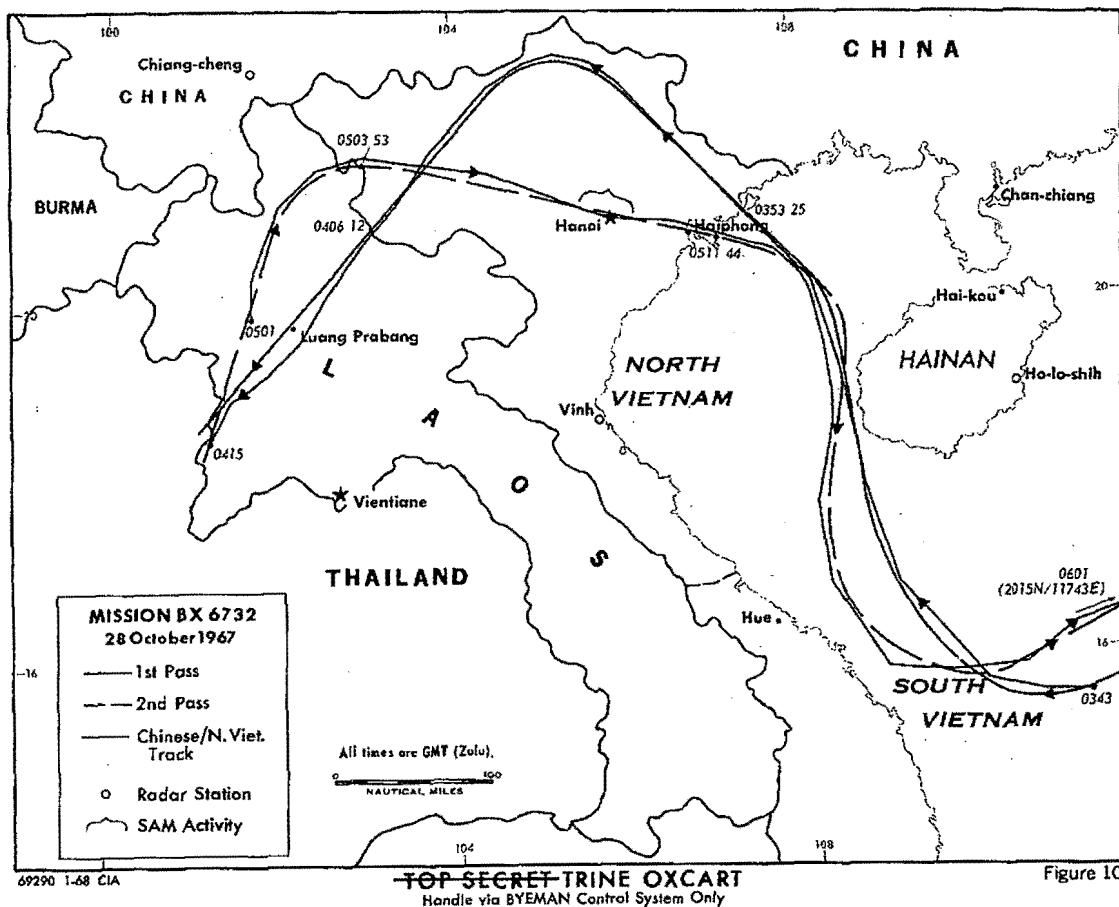 100
104
108
CHINA
Chiang-cheng
CHINA
0503 53
BURMA
0406 12
Hanoi
Haiphong
0353 25
0511 44
Chan-chiang
20
Hai-kou
20
0501
Luang Prabang
NORTH
VIETNAM
HAINAN
Ho-lo-shih
L
A
O
S
Vinh
0415
Vientiane
THAILAND
0601
(2015N/11743E)
Hue
16
16
SOUTH
VIETNAM
0343
MISSION BX 6732
28 October 1967
1st Pass
2nd Pass
Chinese/N. Viet.
Track
Radar Station
SAM Activity
All times are GMT (Zulu).
0 100
NAUTICAL MILES
104
108
69290 1-68 CIA
TOP SECRET TRINE OXCART
Handle via BYEMAN Control System Only
Figure 10